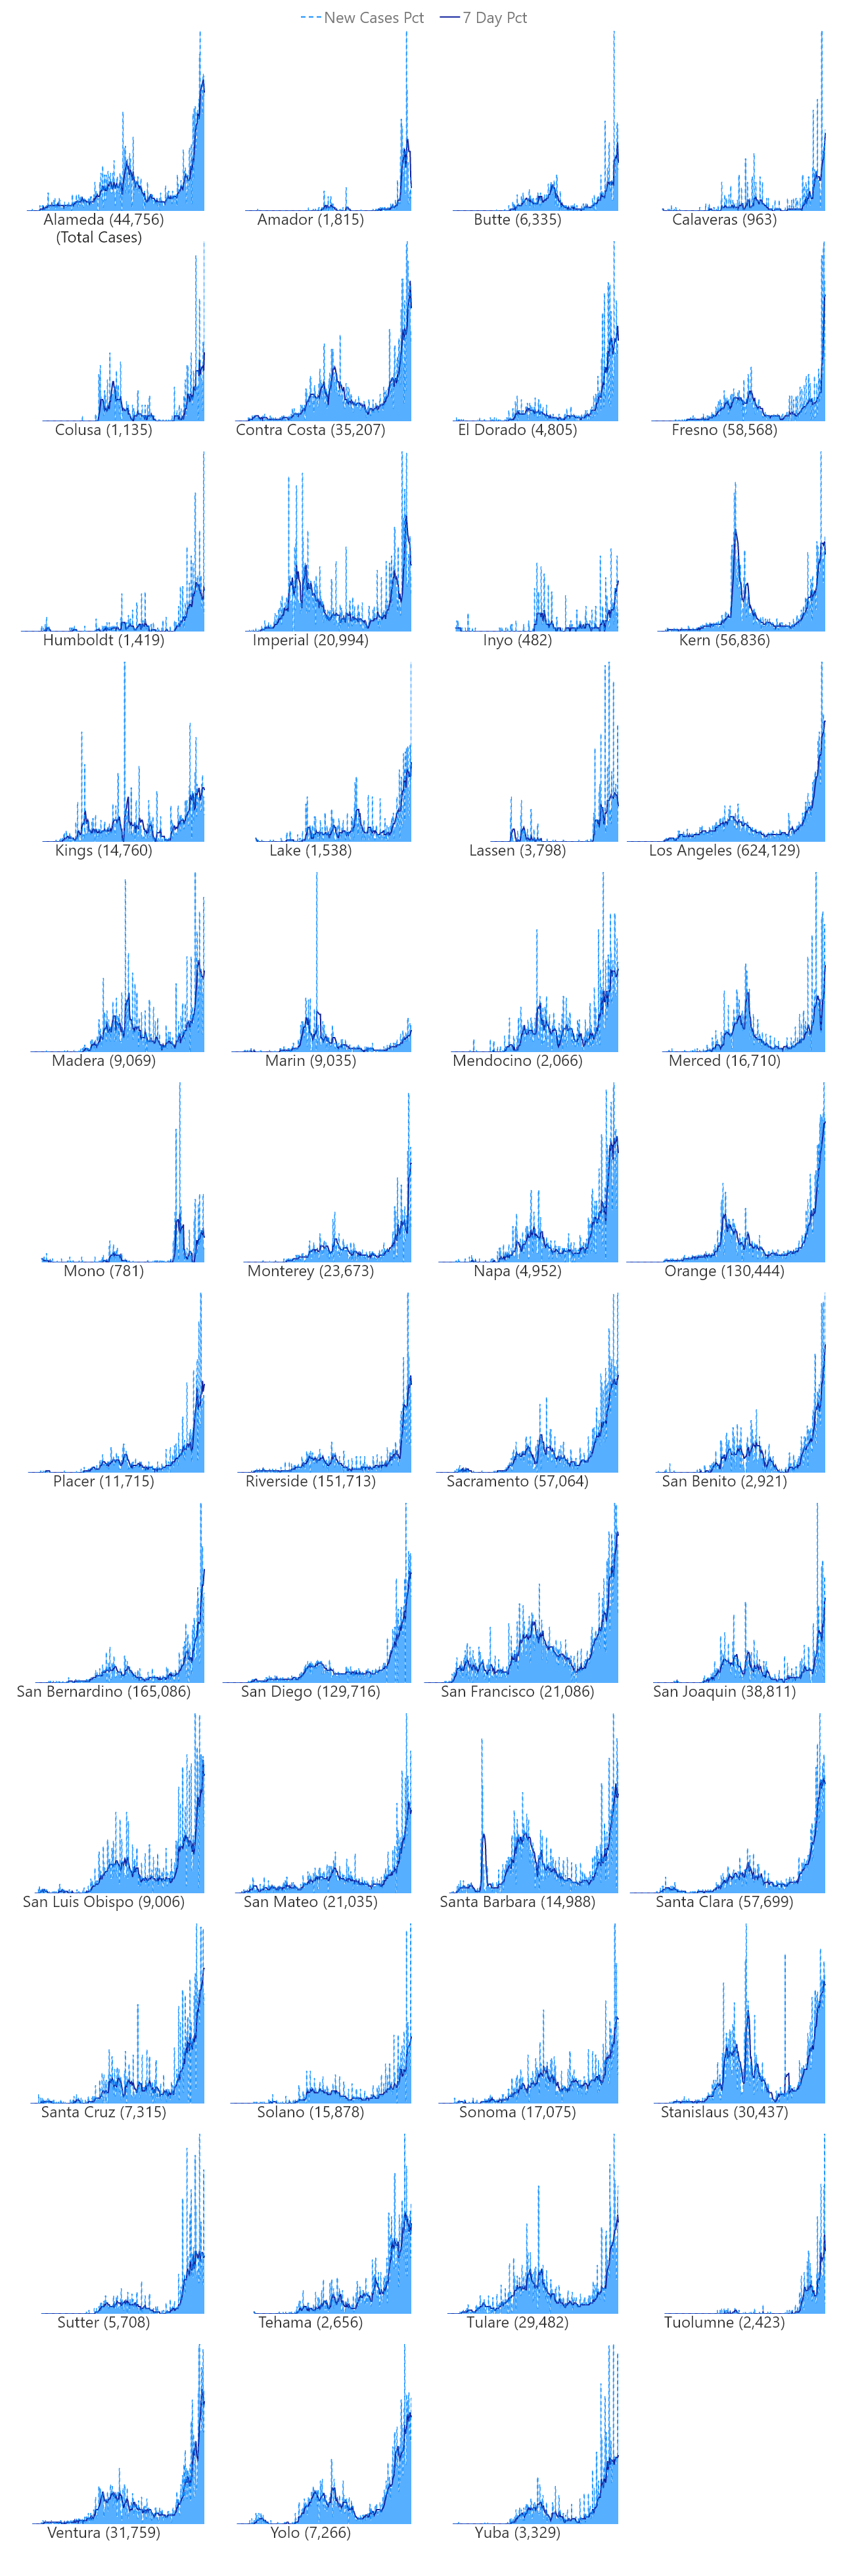 New Cases Pct 7 Day Pct
Alameda (44,756) Amador (1,815) Butte (6,335) Calaveras (963)
(Total Cases)
Colusa (1,135) Contra Costa (35,207) El Dorado (4,805) Fresno (58,568)
Humboldt (1,419) Imperial (20,994) Inyo (482) Kern (56,836)
Kings (14,760) Lake (1,538) Lassen (3,798) Los Angeles (624,129)
Madera (9,069) Marin (9,035) Mendocino (2,066) Merced (16,710)
Mono (781) Monterey (23,673) Napa (4,952) Orange (130,444)
Placer (11,715) Riverside (151,713) Sacramento (57,064) San Benito (2,921)
San Bernardino (165,086) San Diego (129,716) San Francisco (21,086) San Joaquin (38,811)
San Luis Obispo (9,006) San Mateo (21,035) Santa Barbara (14,988) Santa Clara (57,699)
Santa Cruz (7,315) Solano (15,878) Sonoma (17,075) Stanislaus (30,437)
Sutter (5,708) Tehama (2,656) Tulare (29,482) Tuolumne (2,423)
Ventura (31,759) Yolo (7,266) Yuba (3,329)